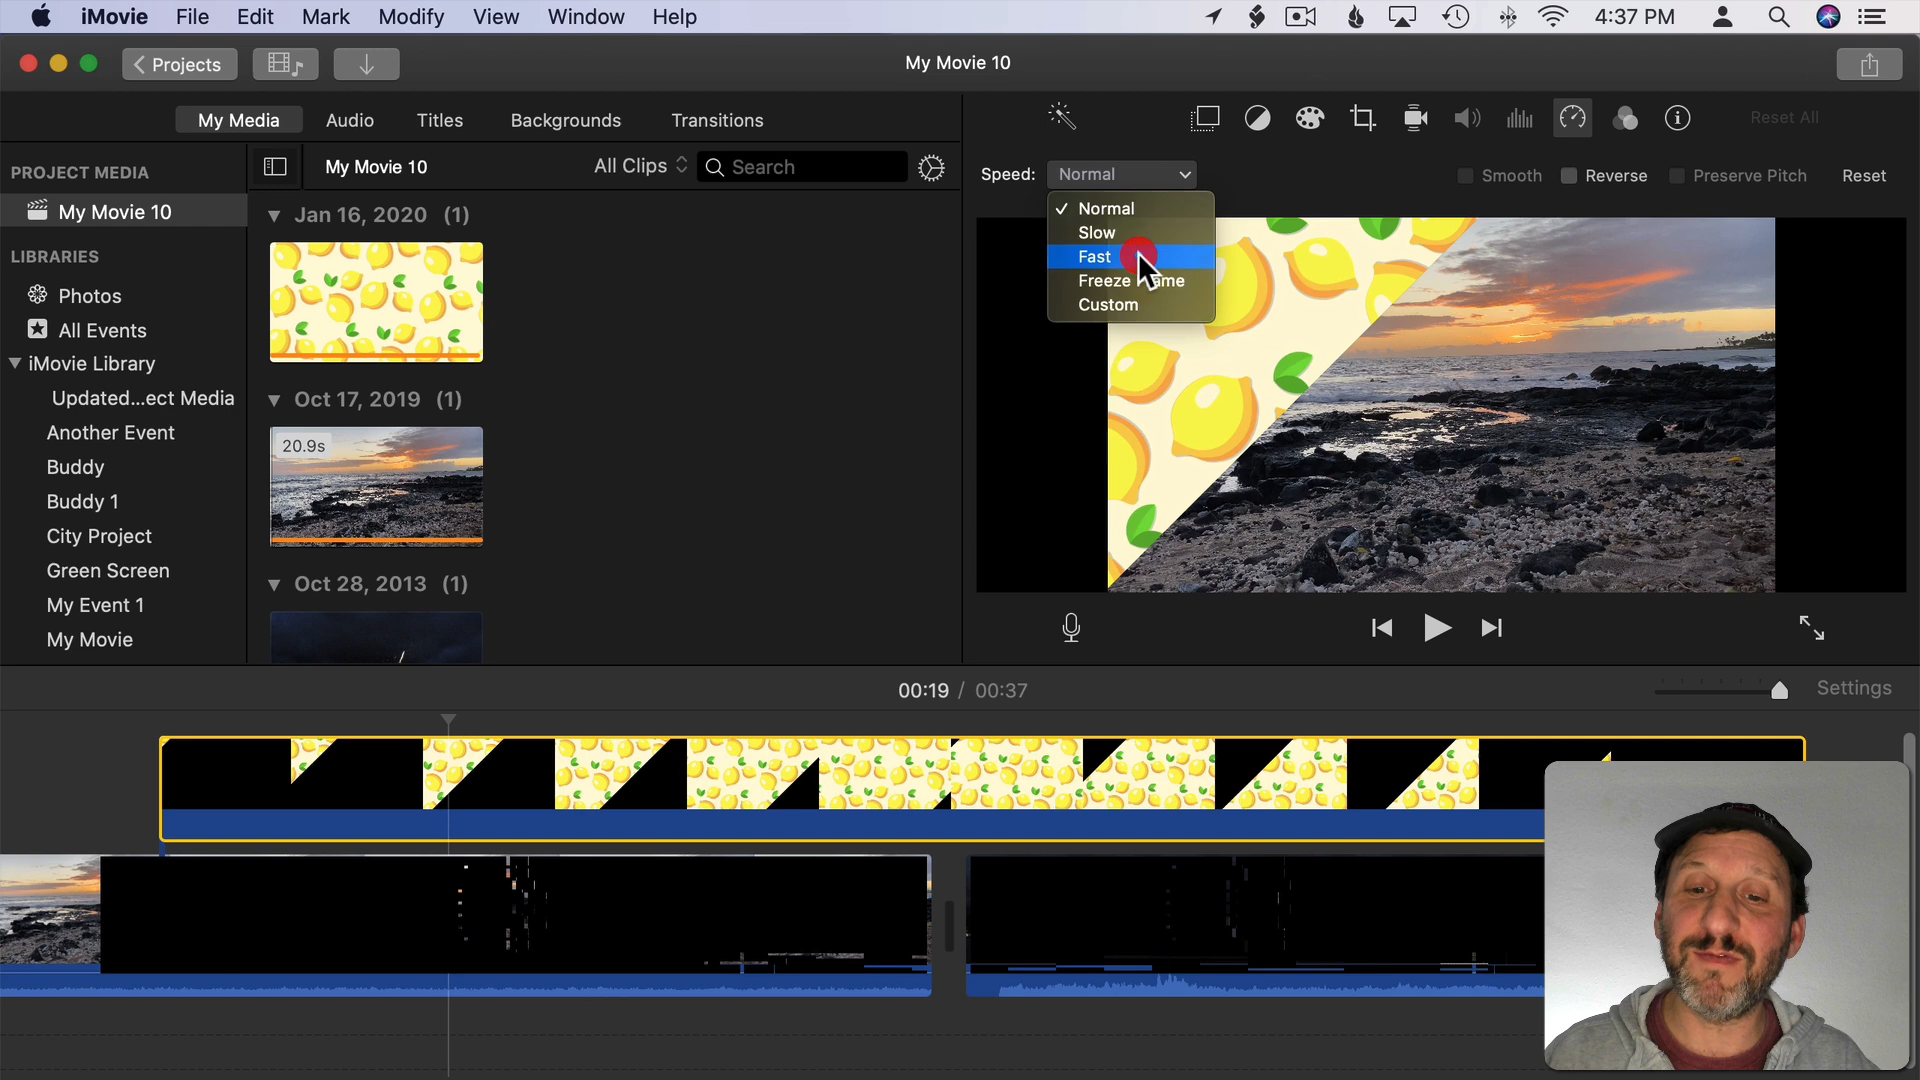 iMovie File Edit Mark Modify View Window Help 4:37 PM
Projects
My Movie 10
My Media Audio Titles Backgrounds Transitions
Reset All
PROJECT MEDIA
My Movie 10
LIBRARIES
Photos
All Events
iMovie Library
Updated...ect Media
Another Event
Buddy
Buddy 1
City Project
Green Screen
My Event 1
My Movie
My Movie 10 All Clips Search
Jan 16, 2020 (1)
Oct 17, 2019 (1)
20.9s
Oct 28, 2013 (1)
Speed: Normal Smooth Reverse Preserve Pitch Reset
Normal
Slow
Fast
Freeze ame
Custom
00:19 / 00:37 Settings